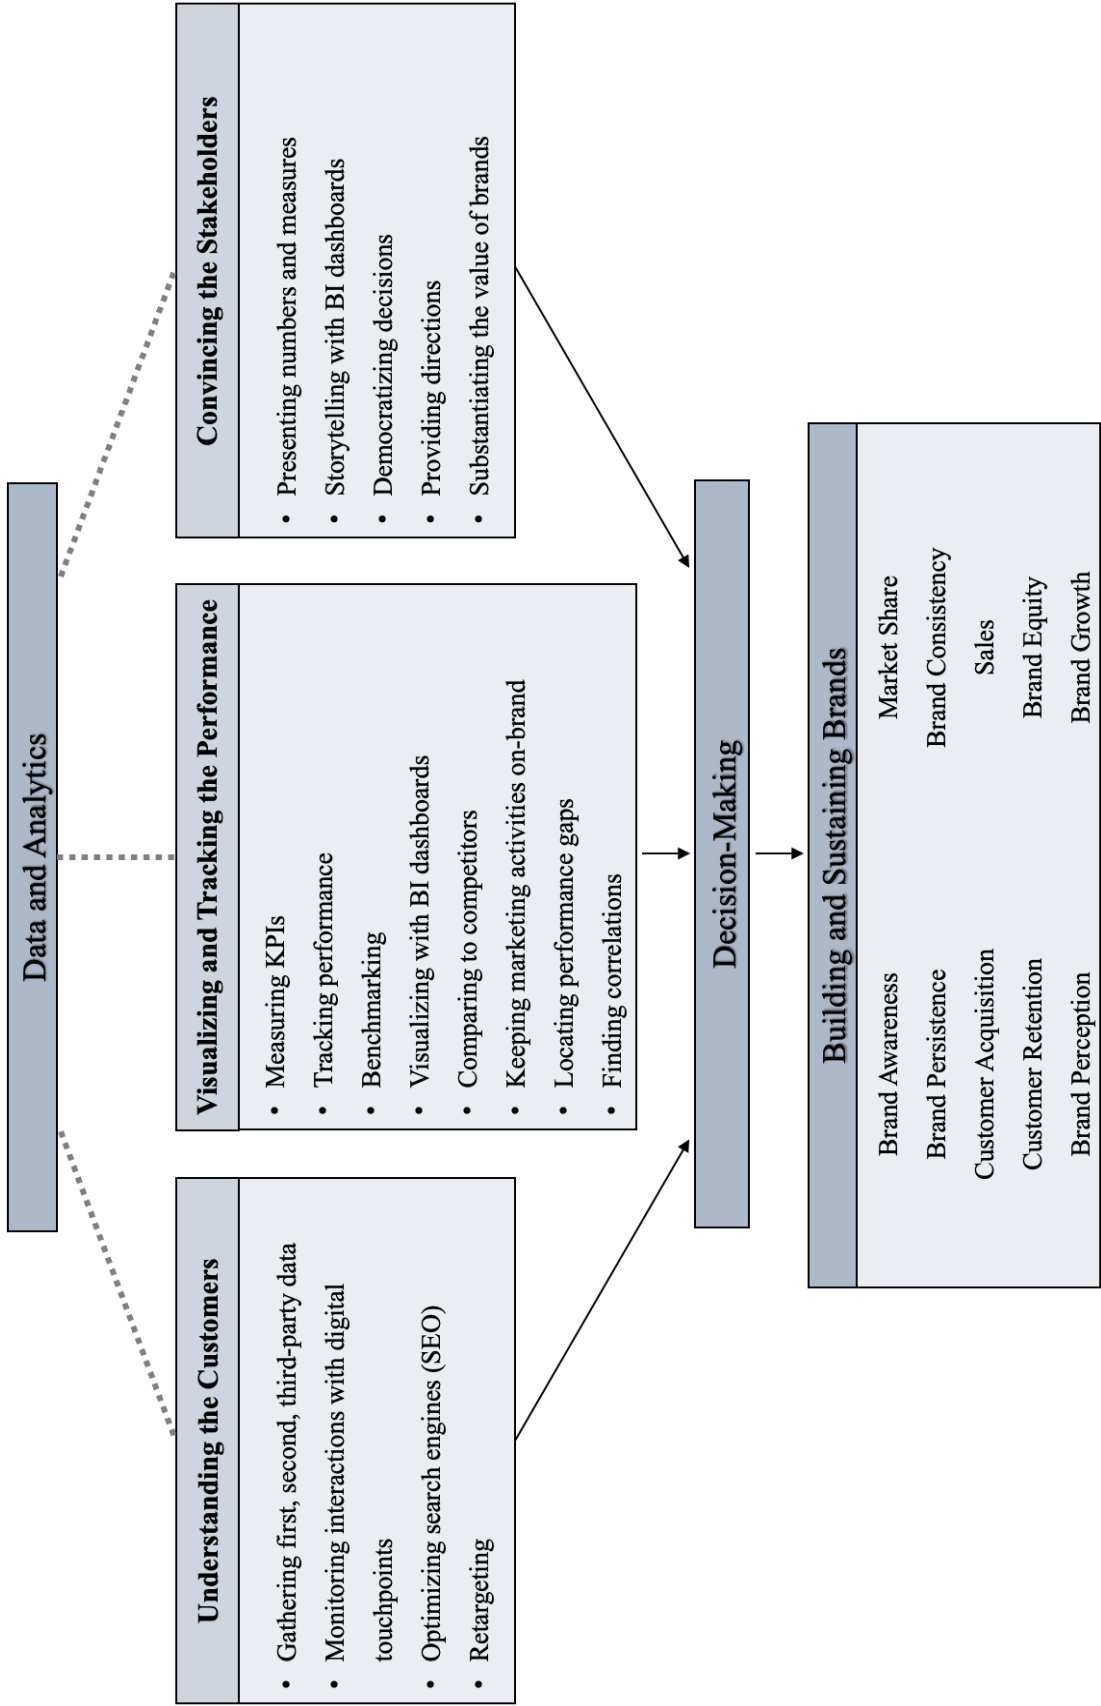 Data and Analytics
Understanding the Customers
• Gathering first, second, third-party data
• Monitoring interactions with digital
touchpoints
• Optimizing search engines (SEO)
• Retargeting
Visualizing and Tracking the Performance
• Measuring KPIs
• Tracking performance
• Benchmarking
• Visualizing with BI dashboards
• Comparing to competitors
• Keeping marketing activities on-brand
• Locating performance gaps
• Finding correlations
Convincing the Stakeholders
• Presenting numbers and measures
• Storytelling with BI dashboards
• Democratizing decisions
• Providing directions
• Substantiating the value of brands
Decision-Making
Building and Sustaining Brands
Brand Awareness
Brand Persistence
Customer Acquisition
Customer Retention
Brand Perception
Market Share
Brand Consistency
Sales
Brand Equity
Brand Growth